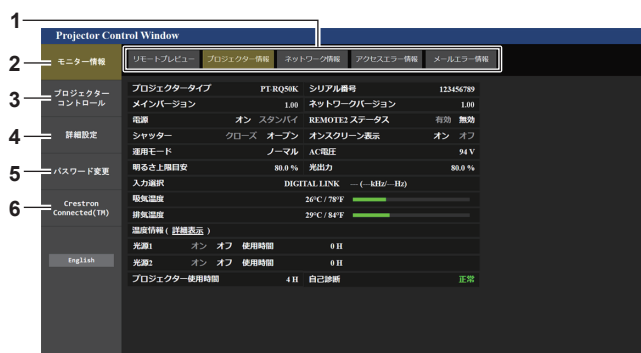 1
Projector Control Window
2
モニター情報
リモートプレビュー プロジェクター情報 ネットワーク情報 アクセスエラー情報 メールエラー情報
3
プロジェクター
コントロール
4
詳細設定
5
パスワード変更
6
Crestron
Connected(TM)
English
プロジェクタータイプ PT-RQ50K シリアル番号 123456789
メインバージョン 1.00 ネットワークバージョン 1.00
電源 オン スタンバイ REMOTE2 ステータス 有効 無効
シャッター クローズ オープン オンスクリーン表示 オン オフ
運用モード ノーマル AC電圧 94 V
明るさ上限目安 80.0 % 光出力 80.0 %
入力選択 DIGITAL LINK ---(---kHz/---Hz)
吸気温度 26°C / 78°F
排気温度 29°C / 84°F
温度情報 ( 詳細表示 )
光源1 オン オフ 使用時間 0 H
光源2 オン オフ 使用時間 0 H
プロジェクター使用時間 4 H 自己診断 正常